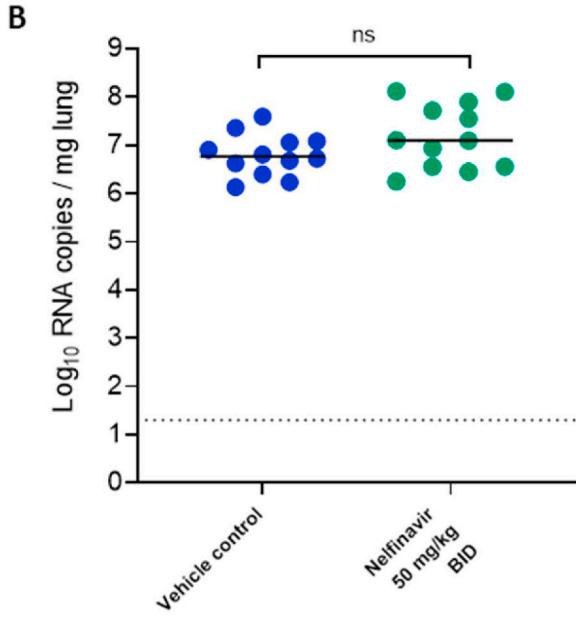 B
ns
9
8
7
6
5
4
3
2
1
0
Log₁₀ RNA copies / mg lung
Vehicle control
Nelfinavir
50 mg/kg
BID